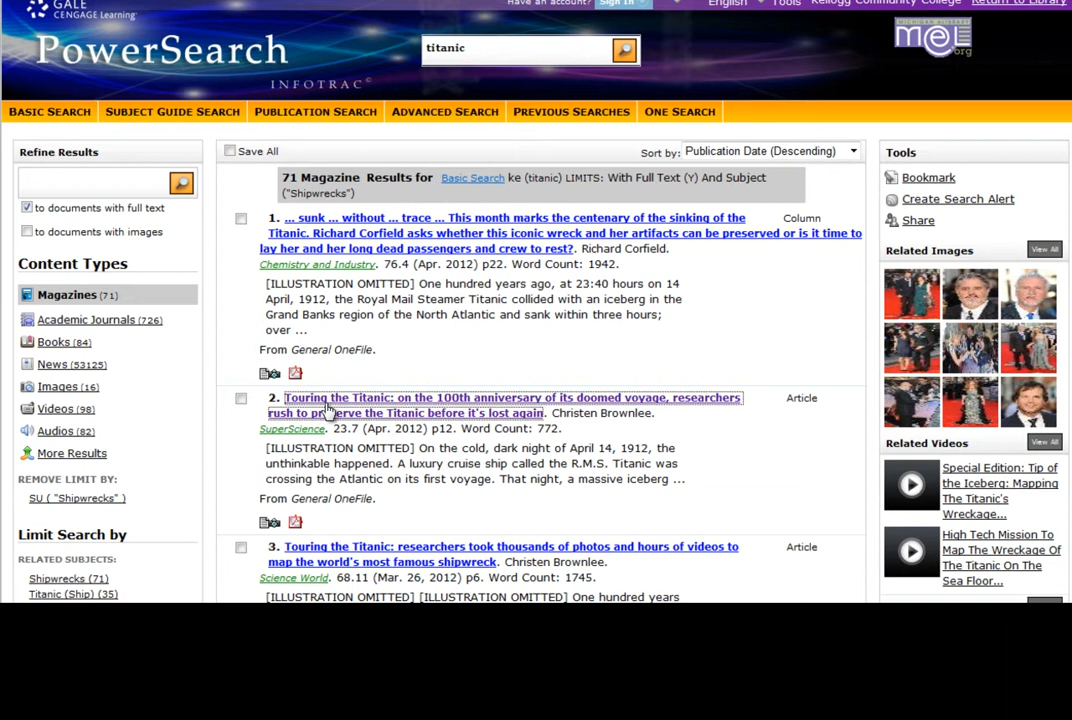 GALE
CENGAGE Learning
Have an account? Sign In English Tools Kellogg Community College Return to Library
PowerSearch
INFOTRAC
titanic
mel
.org
BASIC SEARCH SUBJECT GUIDE SEARCH PUBLICATION SEARCH ADVANCED SEARCH PREVIOUS SEARCHES ONE SEARCH
Refine Results
to documents with full text
to documents with images
Content Types
Magazines (71)
Academic Journals (726)
Books (84)
News (53125)
Images (16)
Videos (98)
Audios (82)
More Results
REMOVE LIMIT BY:
SU ( "Shipwrecks" )
Limit Search by
RELATED SUBJECTS:
Shipwrecks (71)
Titanic (Ship) (35)
Save All
Sort by: Publication Date (Descending)
71 Magazine Results for Basic Search ke (titanic) LIMITS: With Full Text (Y) And Subject
("Shipwrecks")
1. ... sunk ... without ... trace ... This month marks the centenary of the sinking of the
Titanic. Richard Corfield asks whether this iconic wreck and her artifacts can be preserved or is it time to
lay her and her long dead passengers and crew to rest?. Richard Corfield.
Column
Chemistry and Industry. 76.4 (Apr. 2012) p22. Word Count: 1942.
[ILLUSTRATION OMITTED] One hundred years ago, at 23:40 hours on 14
April, 1912, the Royal Mail Steamer Titanic collided with an iceberg in the
Grand Banks region of the North Atlantic and sank within three hours;
over ...
From General OneFile.
2. Touring the Titanic: on the 100th anniversary of its doomed voyage, researchers
rush to preserve the Titanic before it's lost again. Christen Brownlee.
Article
SuperScience. 23.7 (Apr. 2012) p12. Word Count: 772.
[ILLUSTRATION OMITTED] On the cold, dark night of April 14, 1912, the
unthinkable happened. A luxury cruise ship called the R.M.S. Titanic was
crossing the Atlantic on its first voyage. That night, a massive iceberg ...
From General OneFile.
3. Touring the Titanic: researchers took thousands of photos and hours of videos to
map the world's most famous shipwreck. Christen Brownlee.
Article
Science World. 68.11 (Mar. 26, 2012) p6. Word Count: 1745.
[ILLUSTRATION OMITTED] [ILLUSTRATION OMITTED] One hundred years
Tools
Bookmark
Create Search Alert
Share
Related Images View All
Related Videos View All
Special Edition: Tip of
the Iceberg: Mapping
The Titanic's
Wreckage...
High Tech Mission To
Map The Wreckage Of
The Titanic On The
Sea Floor...